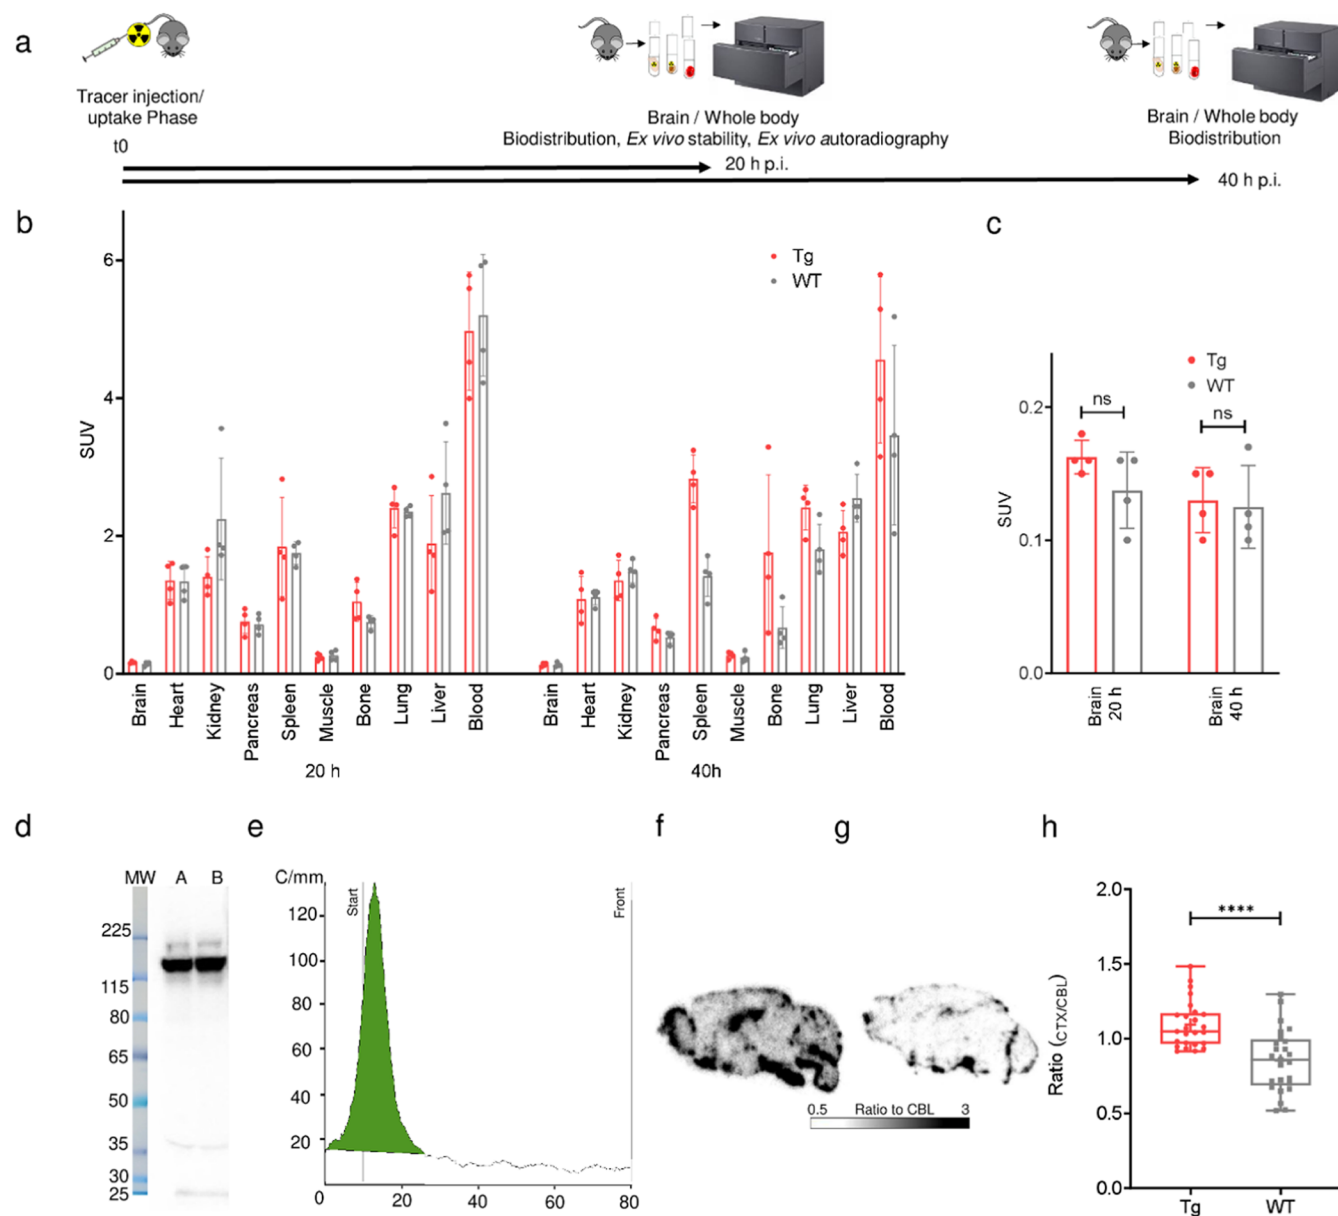 a
Tracer injection/
uptake Phase
t0
Brain / Whole body
Biodistribution, Ex vivo stability, Ex vivo autoradiography
20 h p.i.
Brain / Whole body
Biodistribution
40 h p.i.
b
SUV
6
4
2
0
Tg
WT
Brain
Heart
Kidney
Pancreas
Spleen
Muscle
Bone
Lung
Liver
Blood
20 h
Brain
Heart
Kidney
Pancreas
Spleen
Muscle
Bone
Lung
Liver
Blood
40h
c
Tg
WT
SUV
0.2
0.1
0.0
ns
ns
Brain
20 h
Brain
40 h
d
MW A B
225
115
80
65
50
35
30
25
e
C/mm
120
100
80
60
40
20
Start
Front
0 20 40 60 80
f
g
0.5 Ratio to CBL 3
h
Ratio (CTX/CBL)
2.0
1.5
1.0
0.5
0.0
****
Tg WT